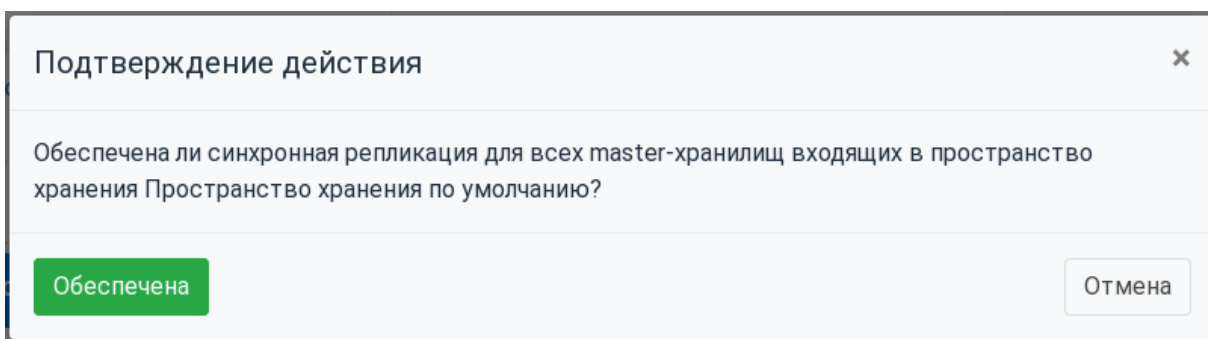 Подтверждение действия
×
Обеспечена ли синхронная репликация для всех master-хранилищ входящих в пространство
хранения Пространство хранения по умолчанию?
Обеспечена
Отмена